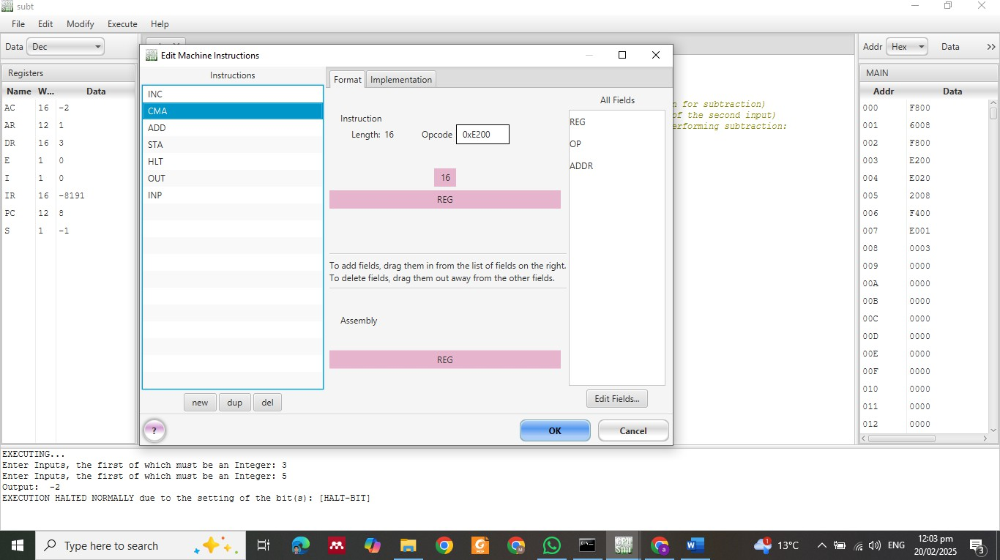 subt
File Edit Modify Execute Help
Data Dec
Addr Hex Data >>
Registers
Name W... Data
AC 16 -2
AR 12 1
DR 16 3
E 1 0
I 1 0
IR 16 -8191
PC 12 8
S 1 -1
Edit Machine Instructions
Instructions
INC
CMA
ADD
STA
HLT
OUT
INP
new dup del
Format Implementation
Instruction
Length: 16 Opcode 0xE200
16
REG
To add fields, drag them in from the list of fields on the right.
To delete fields, drag them out away from the other fields.
Assembly
REG
All Fields
REG
OP
ADDR
Edit Fields...
? OK Cancel
for subtraction)
of the second input)
erforming subtraction:
MAIN
Addr Data
000 F800
001 6008
002 F800
003 E200
004 E020
005 2008
006 F400
007 E001
008 0003
009 0000
00A 0000
00B 0000
00C 0000
00D 0000
00E 0000
00F 0000
010 0000
011 0000
012 0000
EXECUTING...
Enter Inputs, the first of which must be an Integer: 3
Enter Inputs, the first of which must be an Integer: 5
Output: -2
EXECUTION HALTED NORMALLY due to the setting of the bit(s): [HALT-BIT]
Type here to search
13°C
ENG
12:03 pm
20/02/2025
3